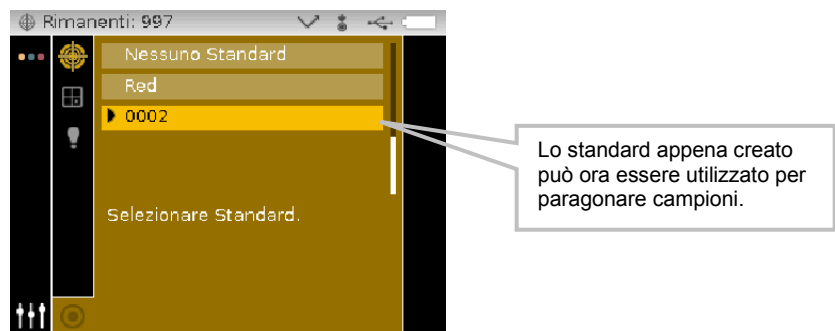 Rimanenti: 997
Nessuno Standard
Red
0002
Selezionare Standard.
Lo standard appena creato
può ora essere utilizzato per
paragonare campioni.